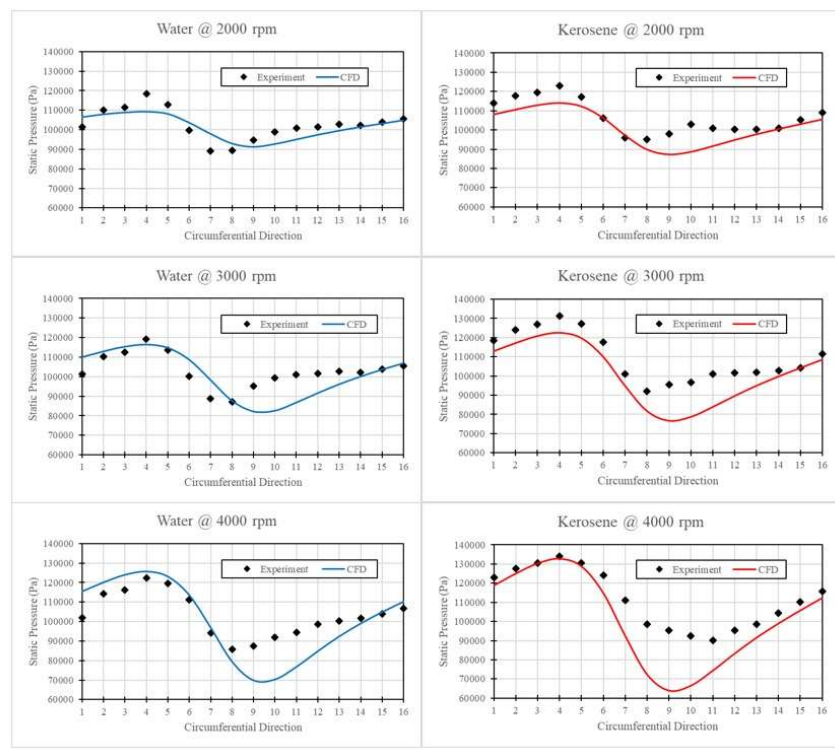 Water @ 2000 rpm
140000
130000
120000
110000
100000
90000
80000
70000
60000
Static Pressure (Pa)
Experiment CFD
1 2 3 4 5 6 7 8 9 10 11 12 13 14 15 16
Circumferential Direction
Kerosene @ 2000 rpm
140000
130000
120000
110000
100000
90000
80000
70000
60000
Static Pressure (Pa)
Experiment CFD
1 2 3 4 5 6 7 8 9 10 11 12 13 14 15 16
Circumferential Direction
Water @ 3000 rpm
140000
130000
120000
110000
100000
90000
80000
70000
60000
Static Pressure (Pa)
Experiment CFD
1 2 3 4 5 6 7 8 9 10 11 12 13 14 15 16
Circumferential Direction
Kerosene @ 3000 rpm
140000
130000
120000
110000
100000
90000
80000
70000
60000
Static Pressure (Pa)
Experiment CFD
1 2 3 4 5 6 7 8 9 10 11 12 13 14 15 16
Circumferential Direction
Water @ 4000 rpm
140000
130000
120000
110000
100000
90000
80000
70000
60000
Static Pressure (Pa)
Experiment CFD
1 2 3 4 5 6 7 8 9 10 11 12 13 14 15 16
Circumferential Direction
Kerosene @ 4000 rpm
140000
130000
120000
110000
100000
90000
80000
70000
60000
Static Pressure (Pa)
Experiment CFD
1 2 3 4 5 6 7 8 9 10 11 12 13 14 15 16
Circumferential Direction